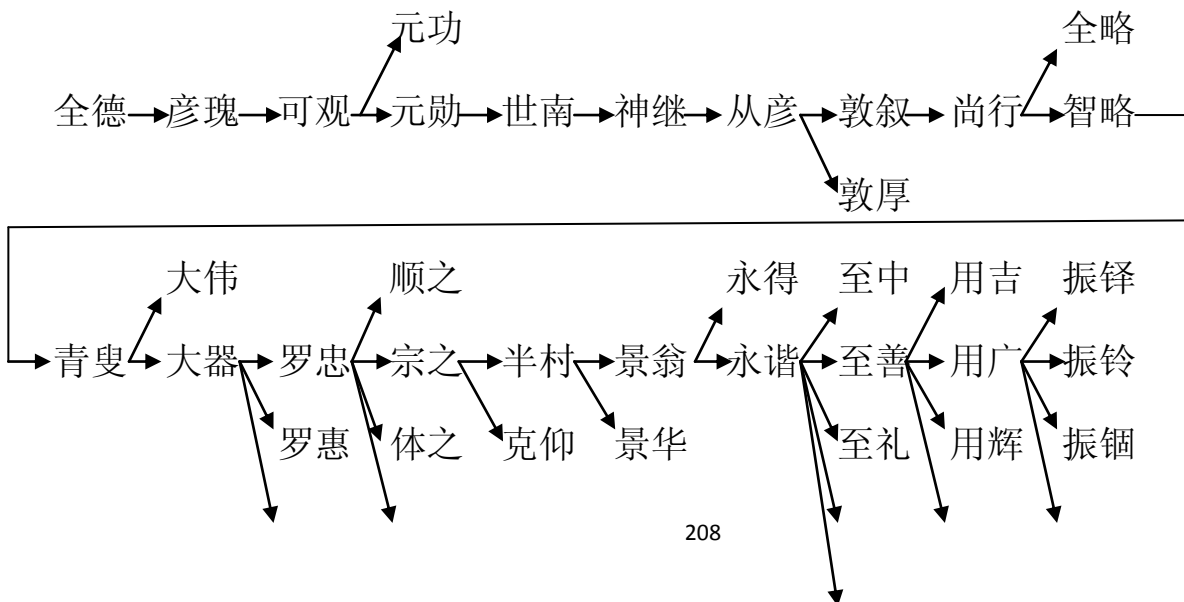 元功 全略
全德 彦瑰 可观 元勋 世南 神继 从彦 敦叙 尚行 智略
敦厚
大伟 顺之 永得 至中 用吉 振铎
青叟 大器 罗忠 宗之 半村 景翁 永谐 至善 用广 振铃
罗惠 体之 克仰 景华 至礼 用辉 振锢
208